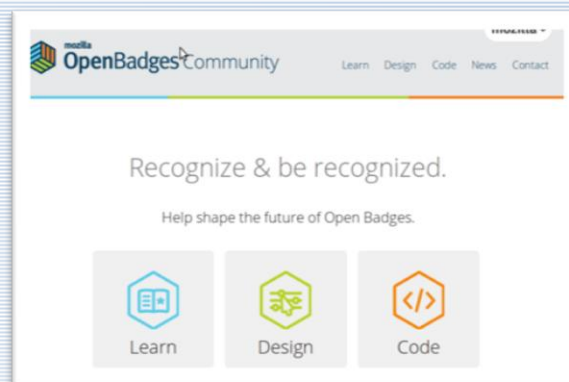 mozilla
mozilla
OpenBadges Community
Learn Design Code News Contact
Recognize & be recognized.
Help shape the future of Open Badges.
Learn Design Code